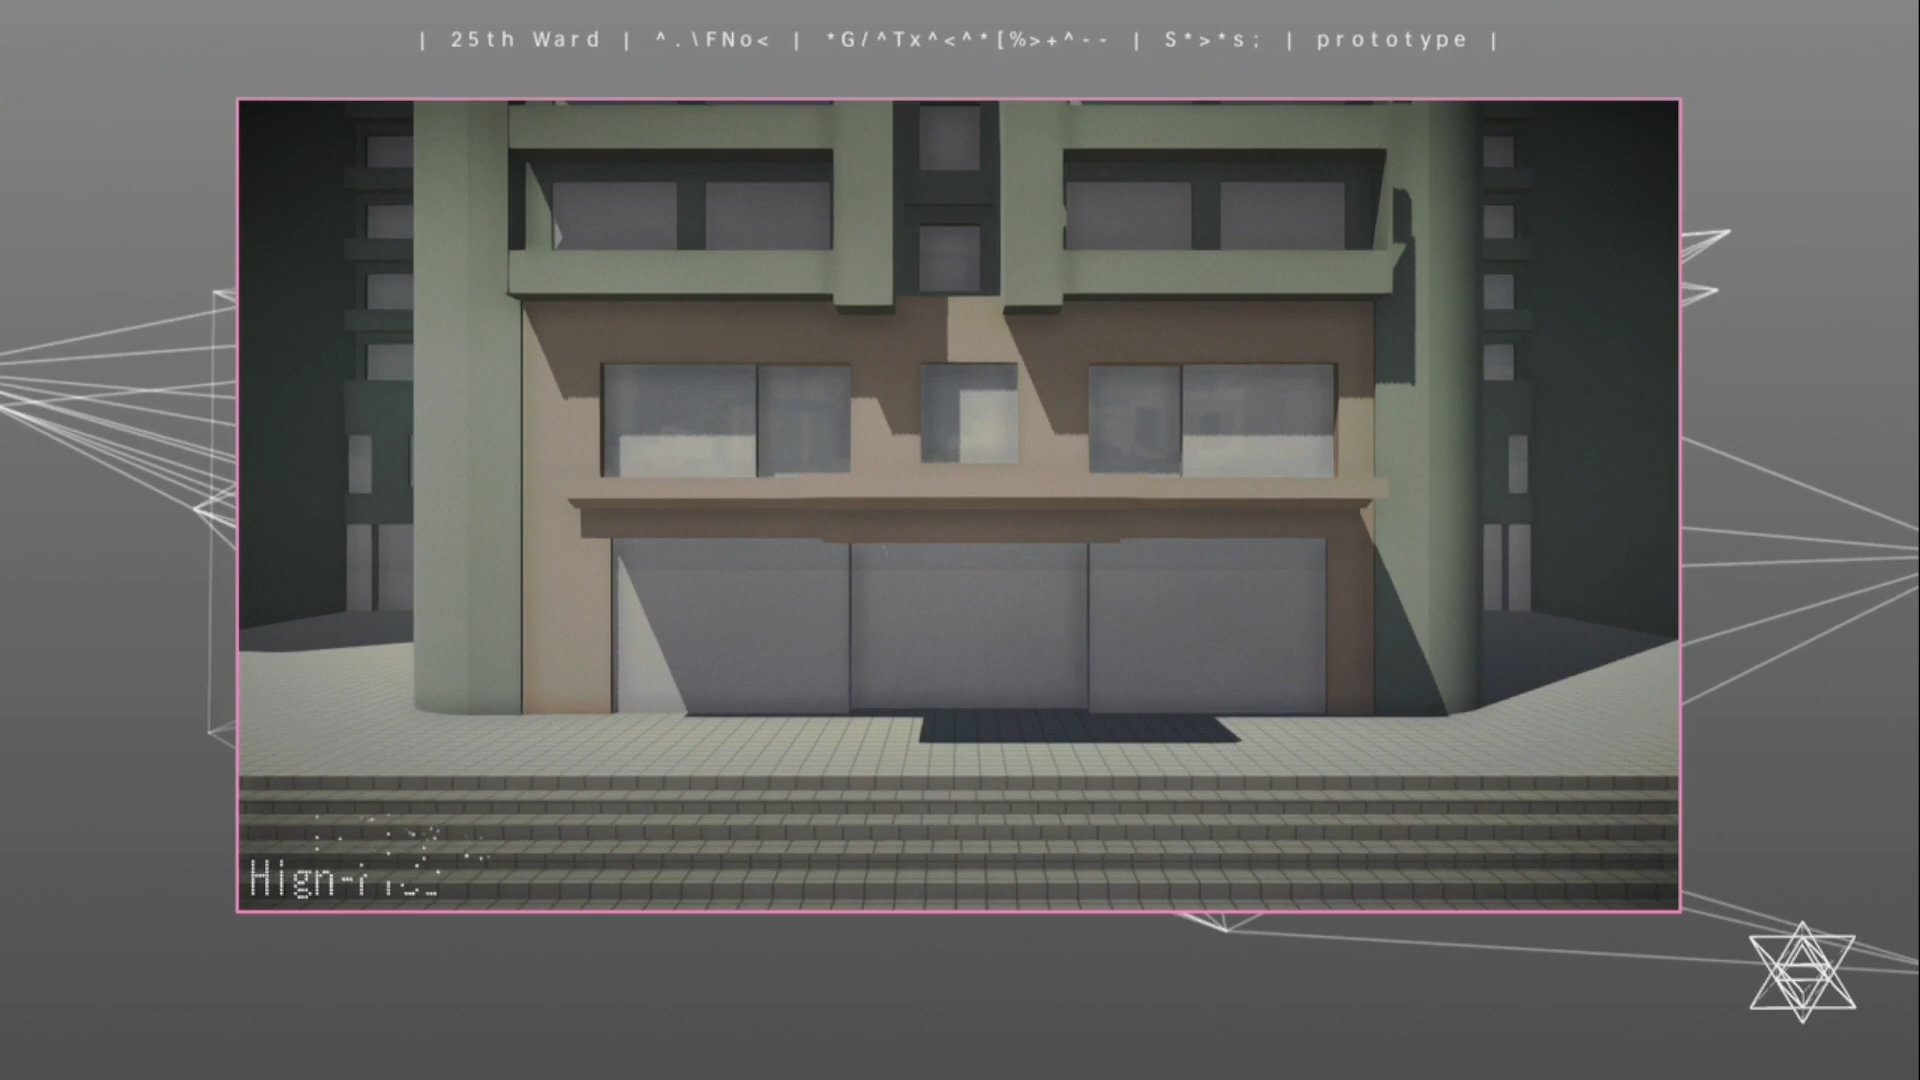 | 25th Ward | ^.\FNo< | *G/^Tx^<^*[%>+^-- | S*>*s; | prototype |